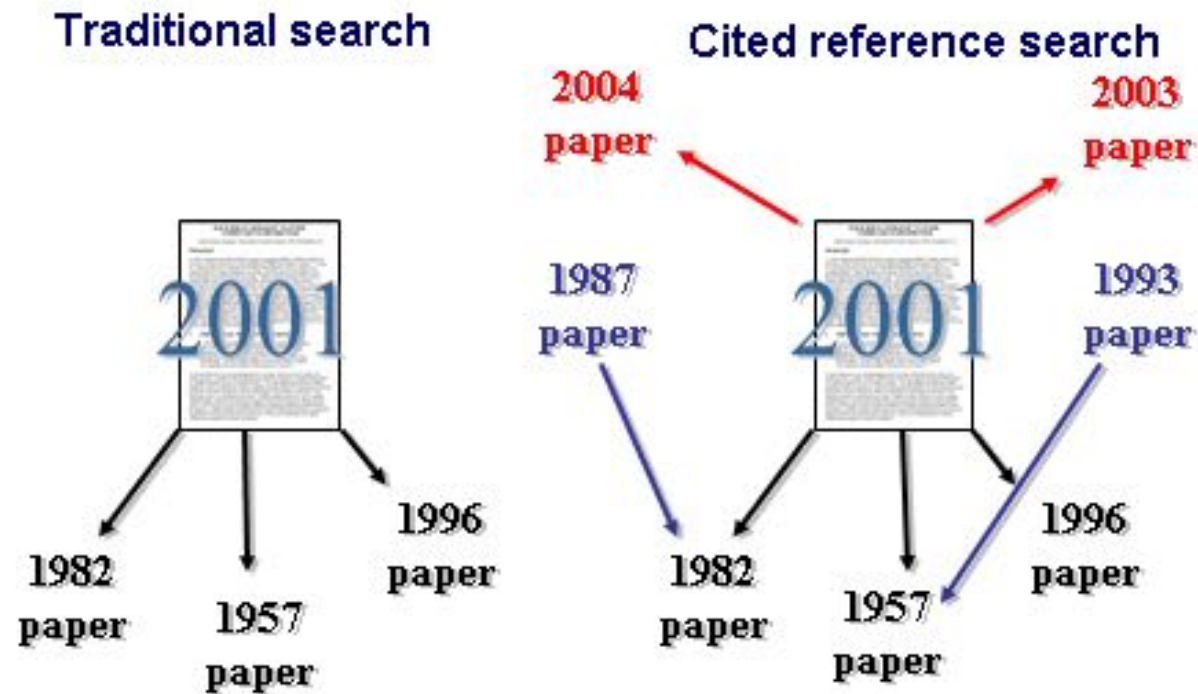 Traditional search
2001
1982
paper
1957
paper
1996
paper
Cited reference search
2004
paper
2003
paper
1987
paper
2001
1993
paper
1982
paper
1957
paper
1996
paper